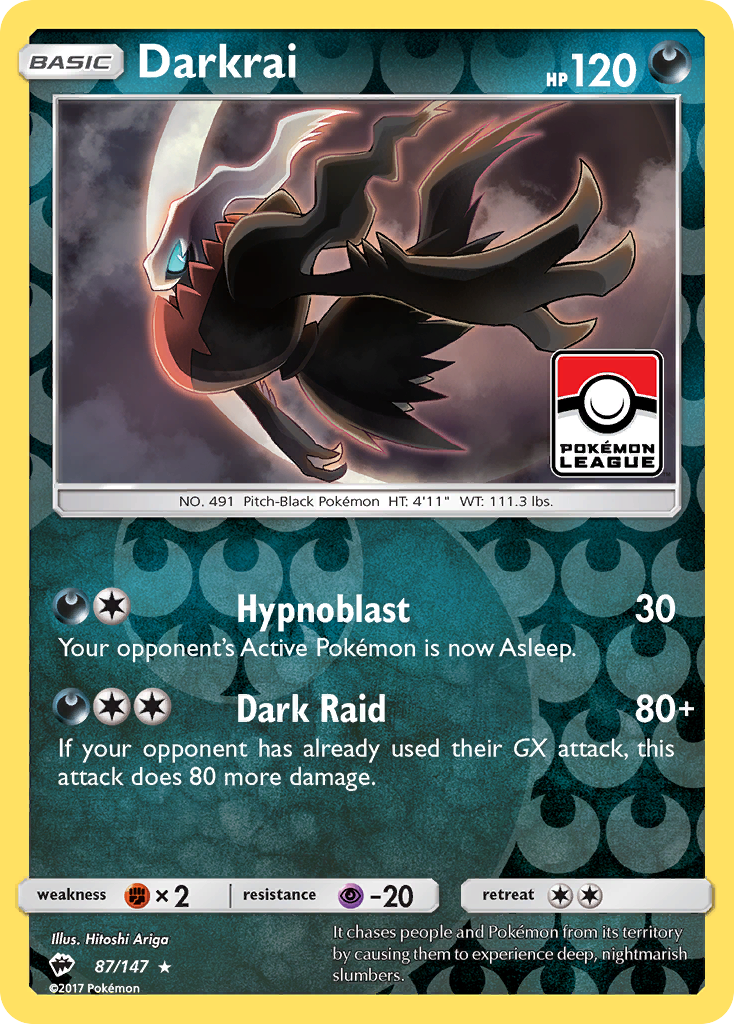 BASIC Darkrai HP 120
POKÉMON
LEAGUE
NO. 491 Pitch-Black Pokémon HT: 4'11" WT: 111.3 lbs.
Hypnoblast 30
Your opponent's Active Pokémon is now Asleep.
Dark Raid 80+
If your opponent has already used their GX attack, this
attack does 80 more damage.
weakness × 2 resistance -20 retreat
Illus. Hitoshi Ariga
87/147 ★
©2017 Pokémon
It chases people and Pokémon from its territory
by causing them to experience deep, nightmarish
slumbers.